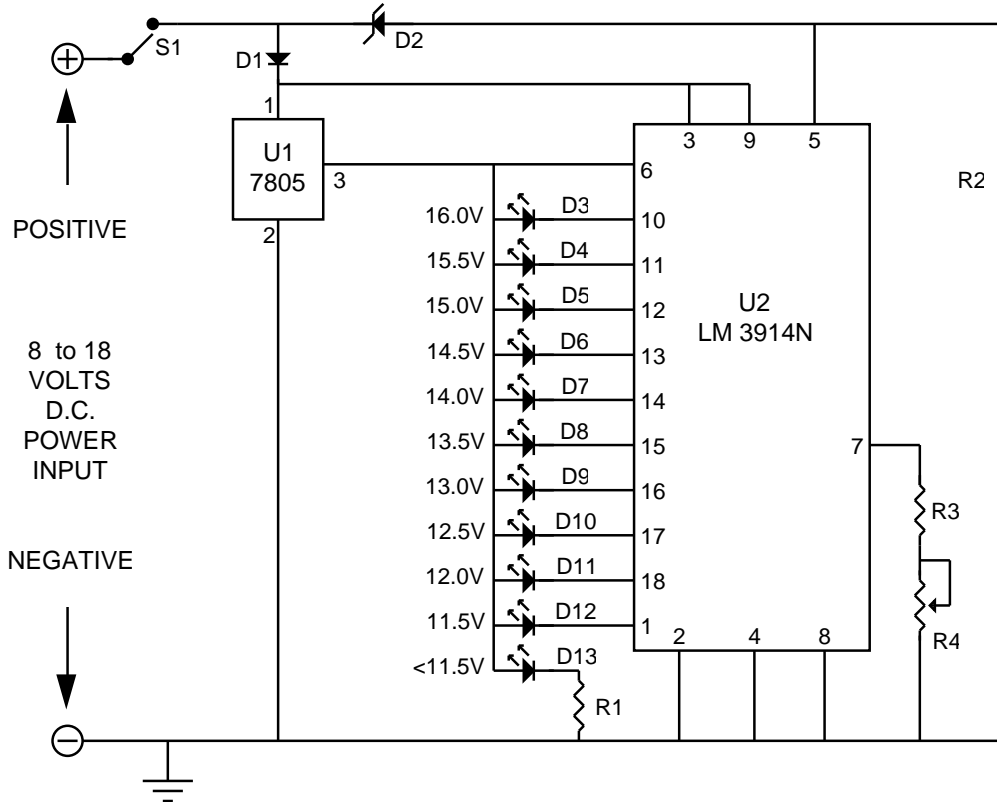 S1
D1
D2
+
1
U1
7805
3
2
POSITIVE
8 to 18
VOLTS
D.C.
POWER
INPUT
NEGATIVE
−
3 9 5
6
16.0V D3 10
15.5V D4 11
15.0V D5 12
14.5V D6 13
14.0V D7 14
13.5V D8 15
13.0V D9 16
12.5V D10 17
12.0V D11 18
11.5V D12 1
<11.5V D13
R1
U2
LM 3914N
7
2 4 8
R2
R3
R4